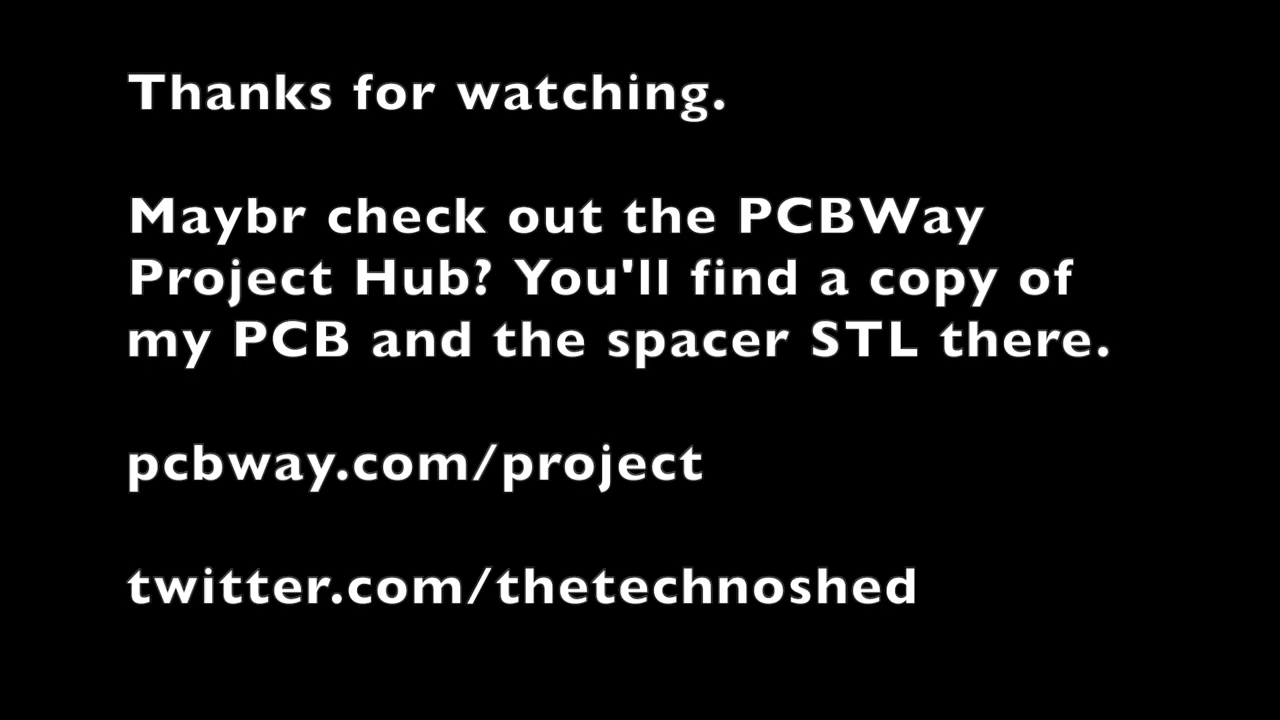 Thanks for watching.
Maybr check out the PCBWay
Project Hub? You'll find a copy of
my PCB and the spacer STL there.
pcbway.com/project
twitter.com/thetechnoshed